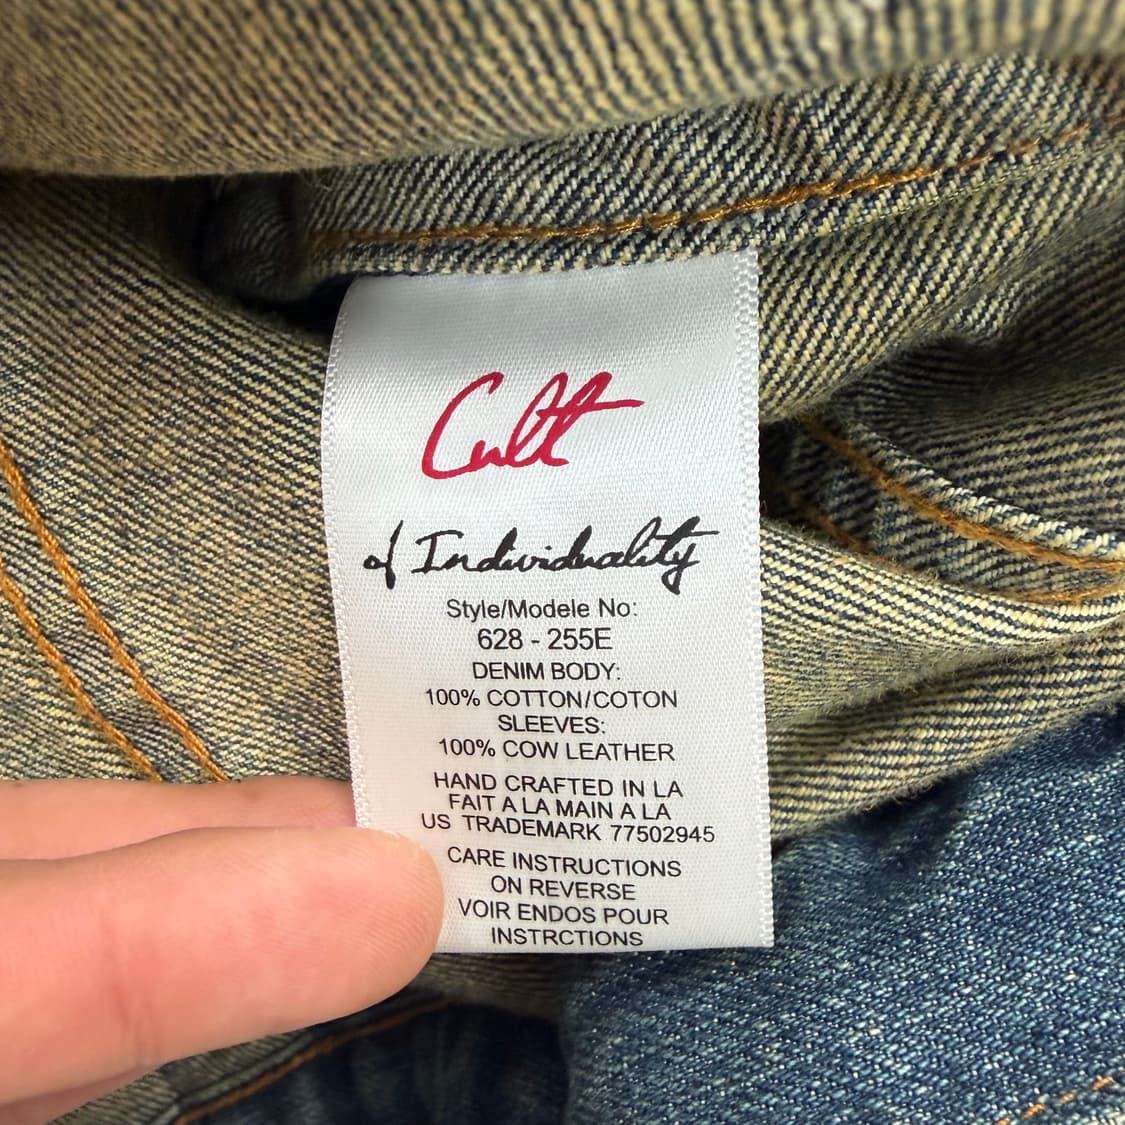 Cult
of Individuality
Style/Modele No:
628 - 255E
DENIM BODY:
100% COTTON/COTON
SLEEVES:
100% COW LEATHER
HAND CRAFTED IN LA
FAIT A LA MAIN A LA
US TRADEMARK 77502945
CARE INSTRUCTIONS
ON REVERSE
VOIR ENDOS POUR
INSTRCTIONS